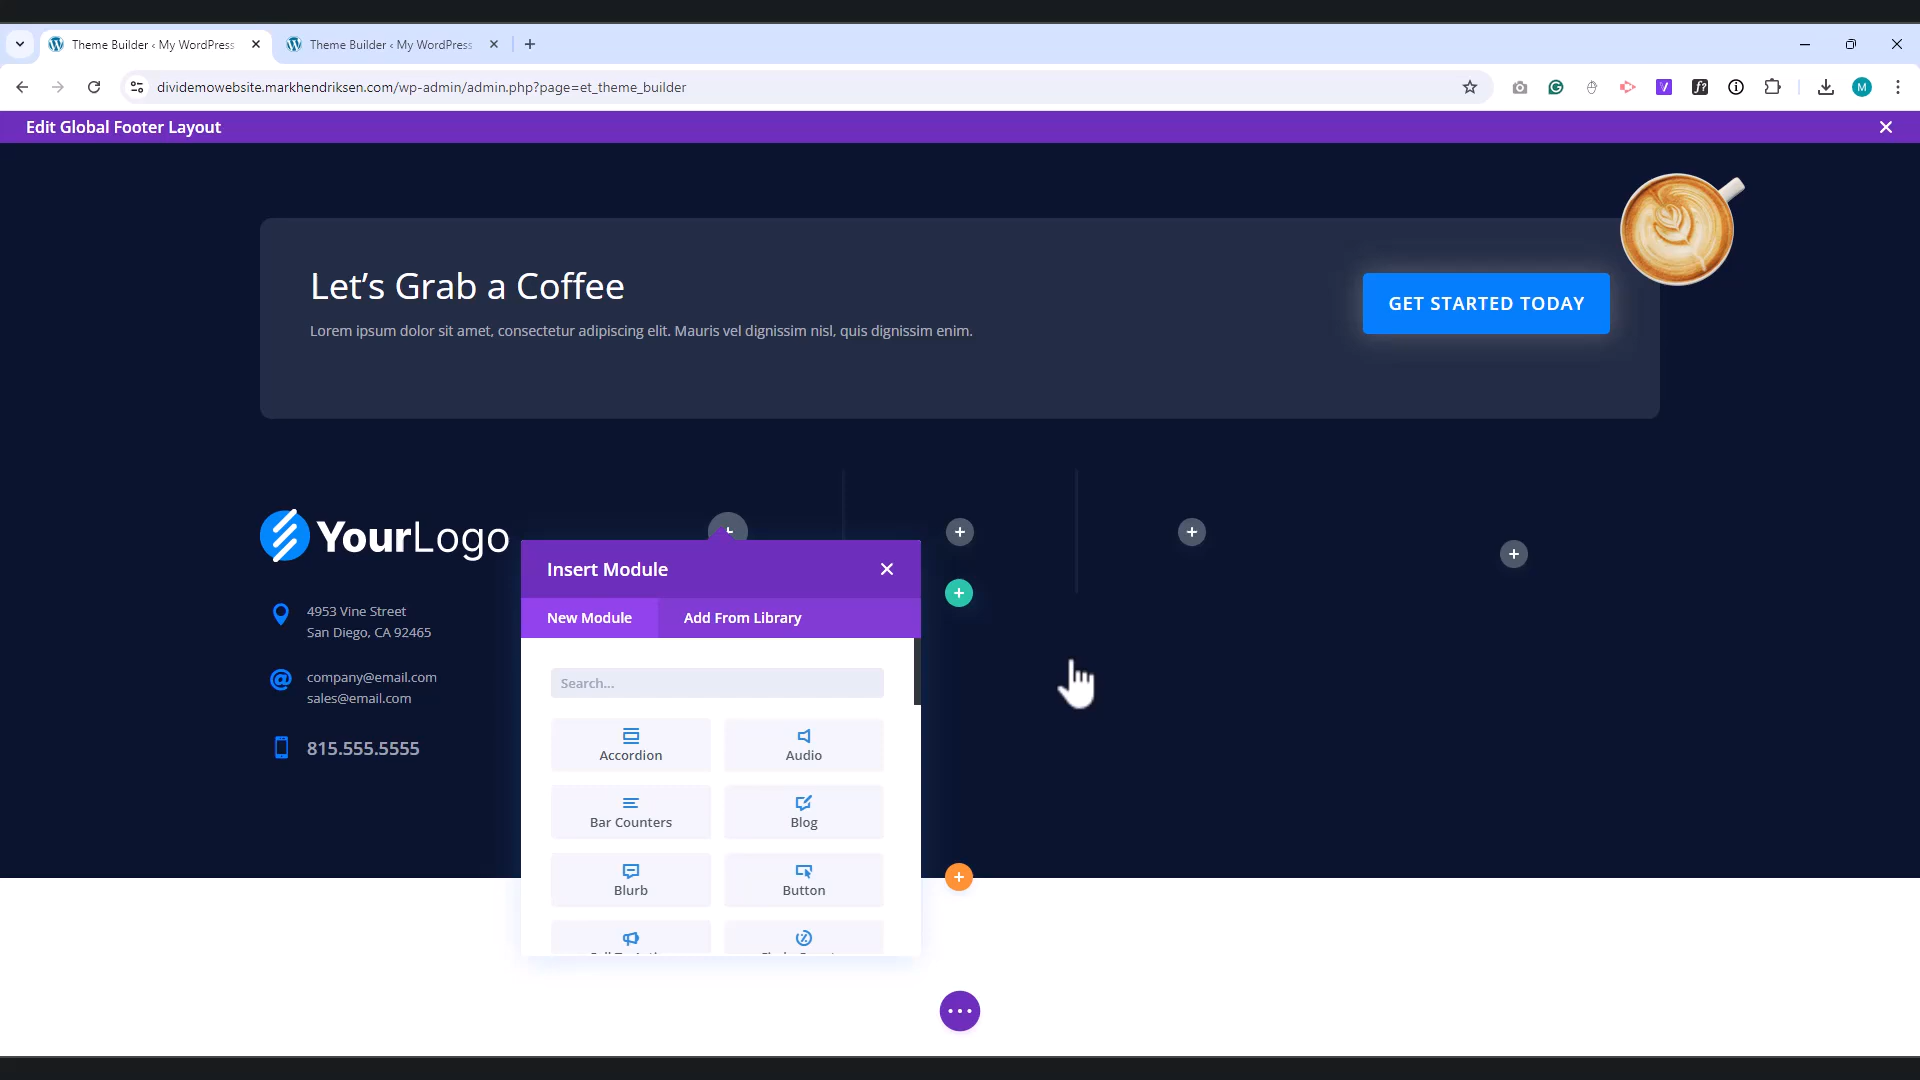 Theme Builder ‹ My WordPress
Theme Builder ‹ My WordPress
dividemowebsite.markhendriksen.com/wp-admin/admin.php?page=et_theme_builder
M
Edit Global Footer Layout
Let’s Grab a Coffee
Lorem ipsum dolor sit amet, consectetur adipiscing elit. Mauris vel dignissim nisl, quis dignissim enim.
GET STARTED TODAY
YourLogo
4953 Vine Street
San Diego, CA 92465
company@email.com
sales@email.com
815.555.5555
Insert Module
New Module
Add From Library
Search...
Accordion
Audio
Bar Counters
Blog
Blurb
Button